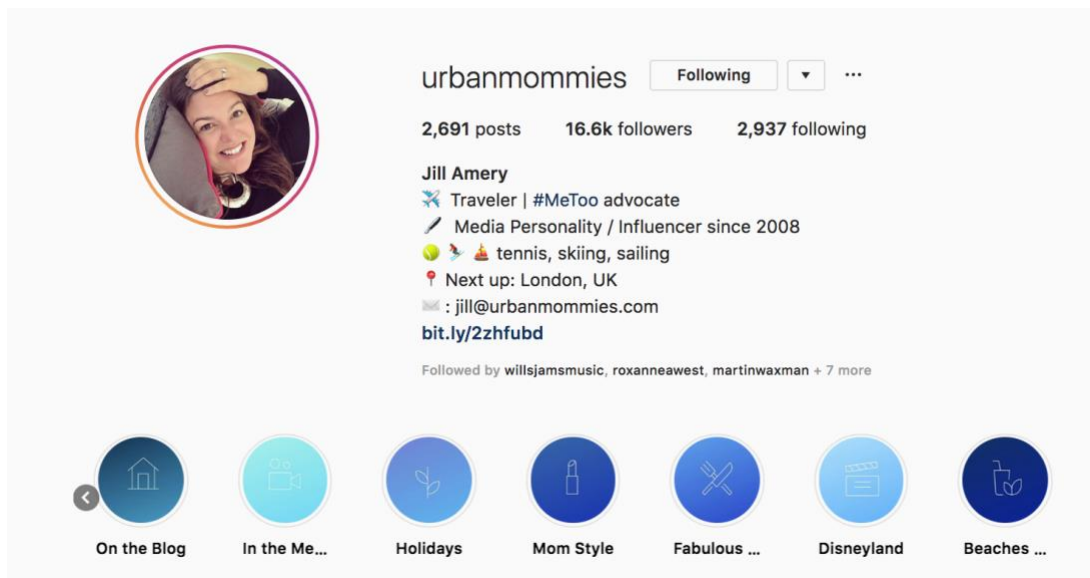 urbanmommies Following
2,691 posts 16.6k followers 2,937 following
Jill Amery
✈️ Traveler | #MeToo advocate
🖋️ Media Personality / Influencer since 2008
🎾 ⛷️ ⛵ tennis, skiing, sailing
📍 Next up: London, UK
✉️ : jill@urbanmommies.com
bit.ly/2zhfubd
Followed by willsjamsmusic, roxanneawest, martinwaxman + 7 more
On the Blog In the Me... Holidays Mom Style Fabulous ... Disneyland Beaches ...